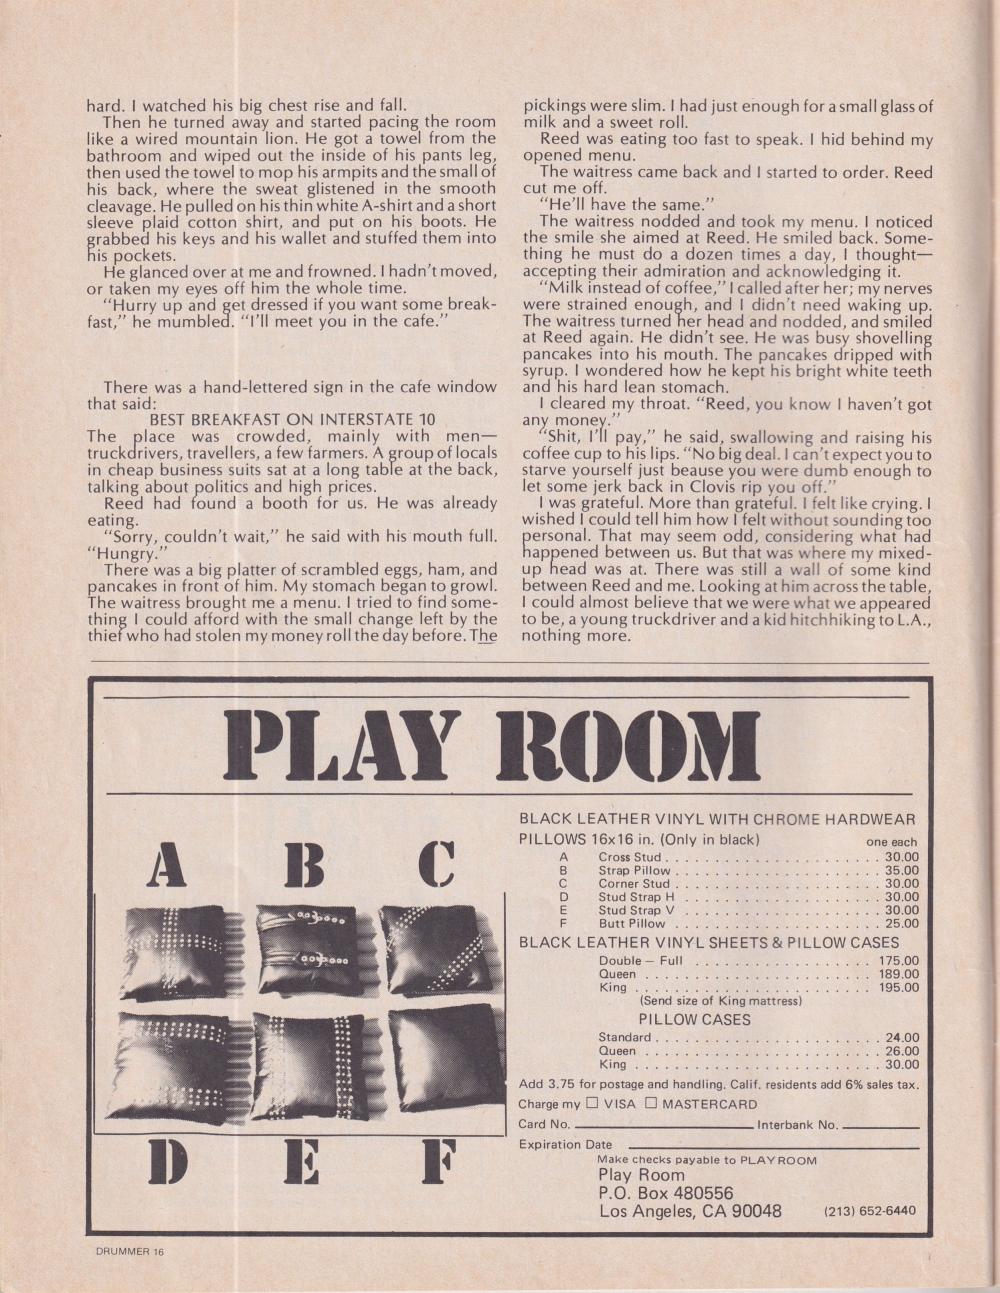 hard. I watched his big chest rise and fall.
Then he turned away and started pacing the room
like a wired mountain lion. He got a towel from the
bathroom and wiped out the inside of his pants leg,
then used the towel to mop his armpits and the small of
his back, where the sweat glistened in the smooth
cleavage. He pulled on his thin white A-shirt and a short
sleeve plaid cotton shirt, and put on his boots. He
grabbed his keys and his wallet and stuffed them into
his pockets.
He glanced over at me and frowned. I hadn't moved,
or taken my eyes off him the whole time.
"Hurry up and get dressed if you want some break-
fast," he mumbled. "I'll meet you in the cafe."
There was a hand-lettered sign in the cafe window
that said:
BEST BREAKFAST ON INTERSTATE 10
The place was crowded, mainly with men—
truckdrivers, travellers, a few farmers. A group of locals
in cheap business suits sat at a long table at the back,
talking about politics and high prices.
Reed had found a booth for us. He was already
eating.
"Sorry, couldn't wait," he said with his mouth full.
"Hungry."
There was a big platter of scrambled eggs, ham, and
pancakes in front of him. My stomach began to growl.
The waitress brought me a menu. I tried to find some-
thing I could afford with the small change left by the
thief who had stolen my money roll the day before. The
pickings were slim. I had just enough for a small glass of
milk and a sweet roll.
Reed was eating too fast to speak. I hid behind my
opened menu.
The waitress came back and I started to order. Reed
cut me off.
"He'll have the same."
The waitress nodded and took my menu. I noticed
the smile she aimed at Reed. He smiled back. Some-
thing he must do a dozen times a day, I thought—
accepting their admiration and acknowledging it.
"Milk instead of coffee," I called after her; my nerves
were strained enough, and I didn't need waking up.
The waitress turned her head and nodded, and smiled
at Reed again. He didn't see. He was busy shovelling
pancakes into his mouth. The pancakes dripped with
syrup. I wondered how he kept his bright white teeth
and his hard lean stomach.
I cleared my throat. "Reed, you know I haven't got
any money."
"Shit, I'll pay," he said, swallowing and raising his
coffee cup to his lips. "No big deal. I can't expect you to
starve yourself just beause you were dumb enough to
let some jerk back in Clovis rip you off."
I was grateful. More than grateful. I felt like crying. I
wished I could tell him how I felt without sounding too
personal. That may seem odd, considering what had
happened between us. But that was where my mixed-
up head was at. There was still a wall of some kind
between Reed and me. Looking at him across the table,
I could almost believe that we were what we appeared
to be, a young truckdriver and a kid hitchhiking to L.A.,
nothing more.
PLAY ROOM
A B C
D E F
BLACK LEATHER VINYL WITH CHROME HARDWEAR
PILLOWS 16x16 in. (Only in black) one each
A Cross Stud . . . . . . . . . . . . . . . . . . . . . . 30.00
B Strap Pillow . . . . . . . . . . . . . . . . . . . . . 35.00
C Corner Stud . . . . . . . . . . . . . . . . . . . . . 30.00
D Stud Strap H . . . . . . . . . . . . . . . . . . . . 30.00
E Stud Strap V . . . . . . . . . . . . . . . . . . . . 30.00
F Butt Pillow . . . . . . . . . . . . . . . . . . . . . 25.00
BLACK LEATHER VINYL SHEETS & PILLOW CASES
Double — Full . . . . . . . . . . . . . . . . . . 175.00
Queen . . . . . . . . . . . . . . . . . . . . . . . 189.00
King . . . . . . . . . . . . . . . . . . . . . . . . 195.00
(Send size of King mattress)
PILLOW CASES
Standard . . . . . . . . . . . . . . . . . . . . . . . 24.00
Queen . . . . . . . . . . . . . . . . . . . . . . . . 26.00
King . . . . . . . . . . . . . . . . . . . . . . . . . 30.00
Add 3.75 for postage and handling. Calif. residents add 6% sales tax.
Charge my ☐ VISA ☐ MASTERCARD
Card No. ____ Interbank No. ____
Expiration Date ____
Make checks payable to PLAY ROOM
Play Room
P.O. Box 480556
Los Angeles, CA 90048 (213) 652-6440
DRUMMER 16